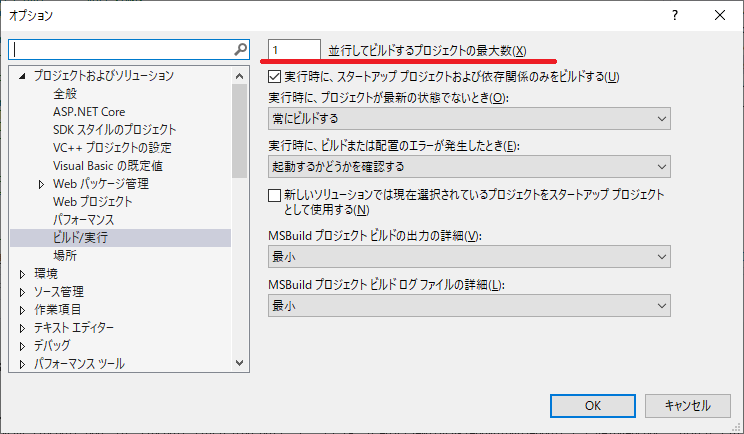 オプション
プロジェクトおよびソリューション
全般
ASP.NET Core
SDK スタイルのプロジェクト
VC++ プロジェクトの設定
Visual Basic の既定値
Web パッケージ管理
Web プロジェクト
パフォーマンス
ビルド/実行
場所
環境
ソース管理
作業項目
テキスト エディター
デバッグ
パフォーマンス ツール
1 並行してビルドするプロジェクトの最大数(X)
実行時に、スタートアップ プロジェクトおよび依存関係のみをビルドする(U)
実行時に、プロジェクトが最新の状態でないとき(O):
常にビルドする
実行時に、ビルドまたは配置のエラーが発生したとき(E):
起動するかどうかを確認する
新しいソリューションでは現在選択されているプロジェクトをスタートアップ プロジェクト
として使用する(N)
MSBuild プロジェクト ビルドの出力の詳細(V):
最小
MSBuild プロジェクト ビルド ログ ファイルの詳細(L):
最小
OK
キャンセル